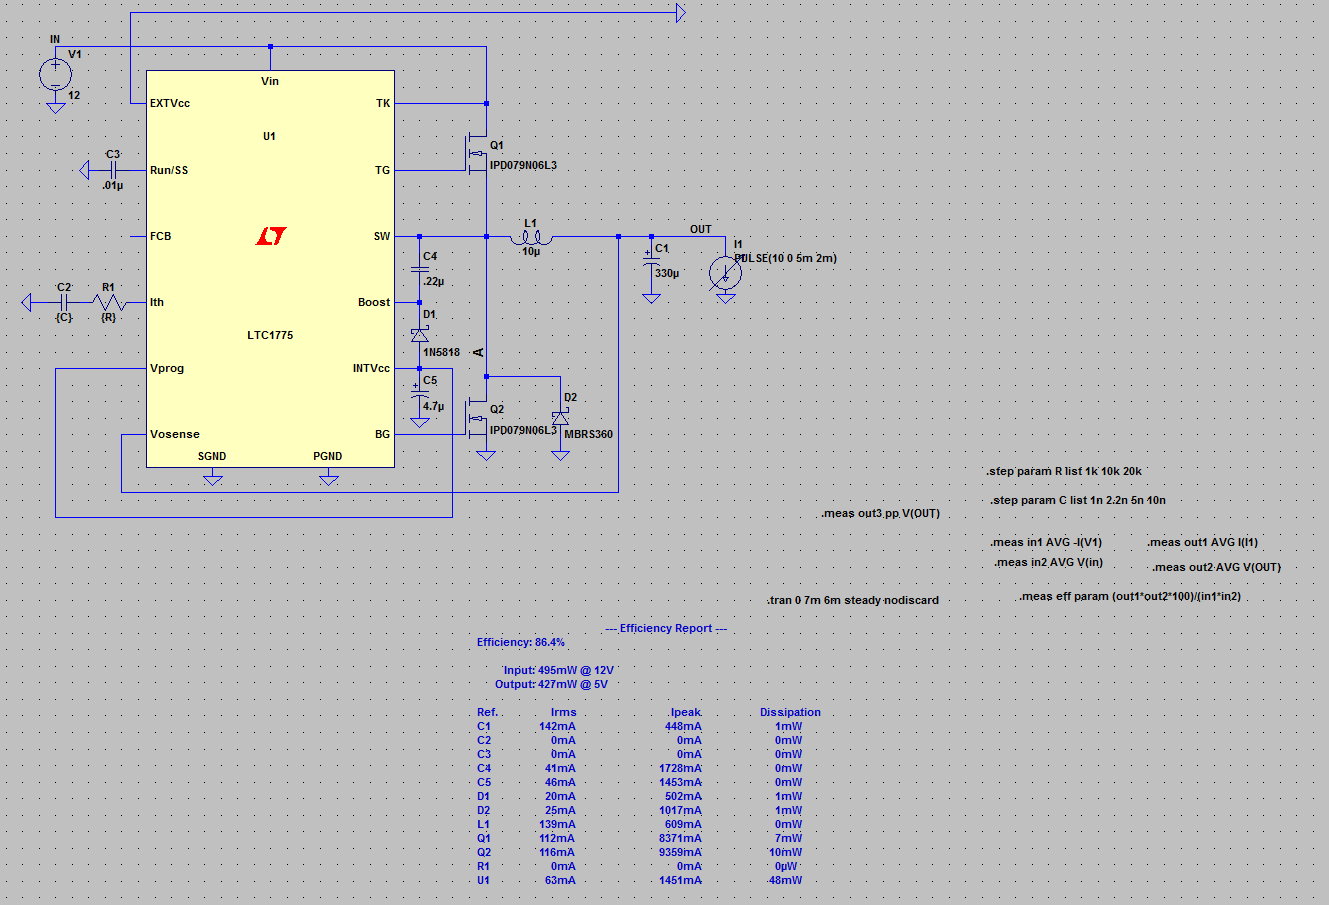 IN
V1
12
Vin
EXTVcc
TK
U1
Q1
IPD079N06L3
C3
.01µ
Run/SS
TG
FCB
SW
L1
10µ
OUT
C4
.22µ
C1
330µ
I1
PULSE(10 0 5m 2m)
C2
{C}
R1
{R}
Ith
Boost
D1
1N5818
A
LTC1775
Vprog
INTVcc
C5
4.7µ
Q2
IPD079N06L3
D2
MBRS360
Vosense
BG
SGND
PGND
.step param R list 1k 10k 20k
.step param C list 1n 2.2n 5n 10n
.meas out3 pp V(OUT)
.meas in1 AVG -I(V1)
.meas out1 AVG I(I1)
.meas in2 AVG V(in)
.meas out2 AVG V(OUT)
.meas eff param (out1*out2*100)/(in1*in2)
.tran 0 7m 6m steady nodiscard
--- Efficiency Report ---
Efficiency: 86.4%
Input: 495mW @ 12V
Output: 427mW @ 5V
Ref. Irms Ipeak Dissipation
C1 142mA 448mA 1mW
C2 0mA 0mA 0mW
C3 0mA 0mA 0mW
C4 41mA 1728mA 0mW
C5 46mA 1453mA 0mW
D1 20mA 502mA 1mW
D2 25mA 1017mA 1mW
L1 139mA 609mA 0mW
Q1 112mA 8371mA 7mW
Q2 116mA 9359mA 10mW
R1 0mA 0mA 0µW
U1 63mA 1451mA 48mW